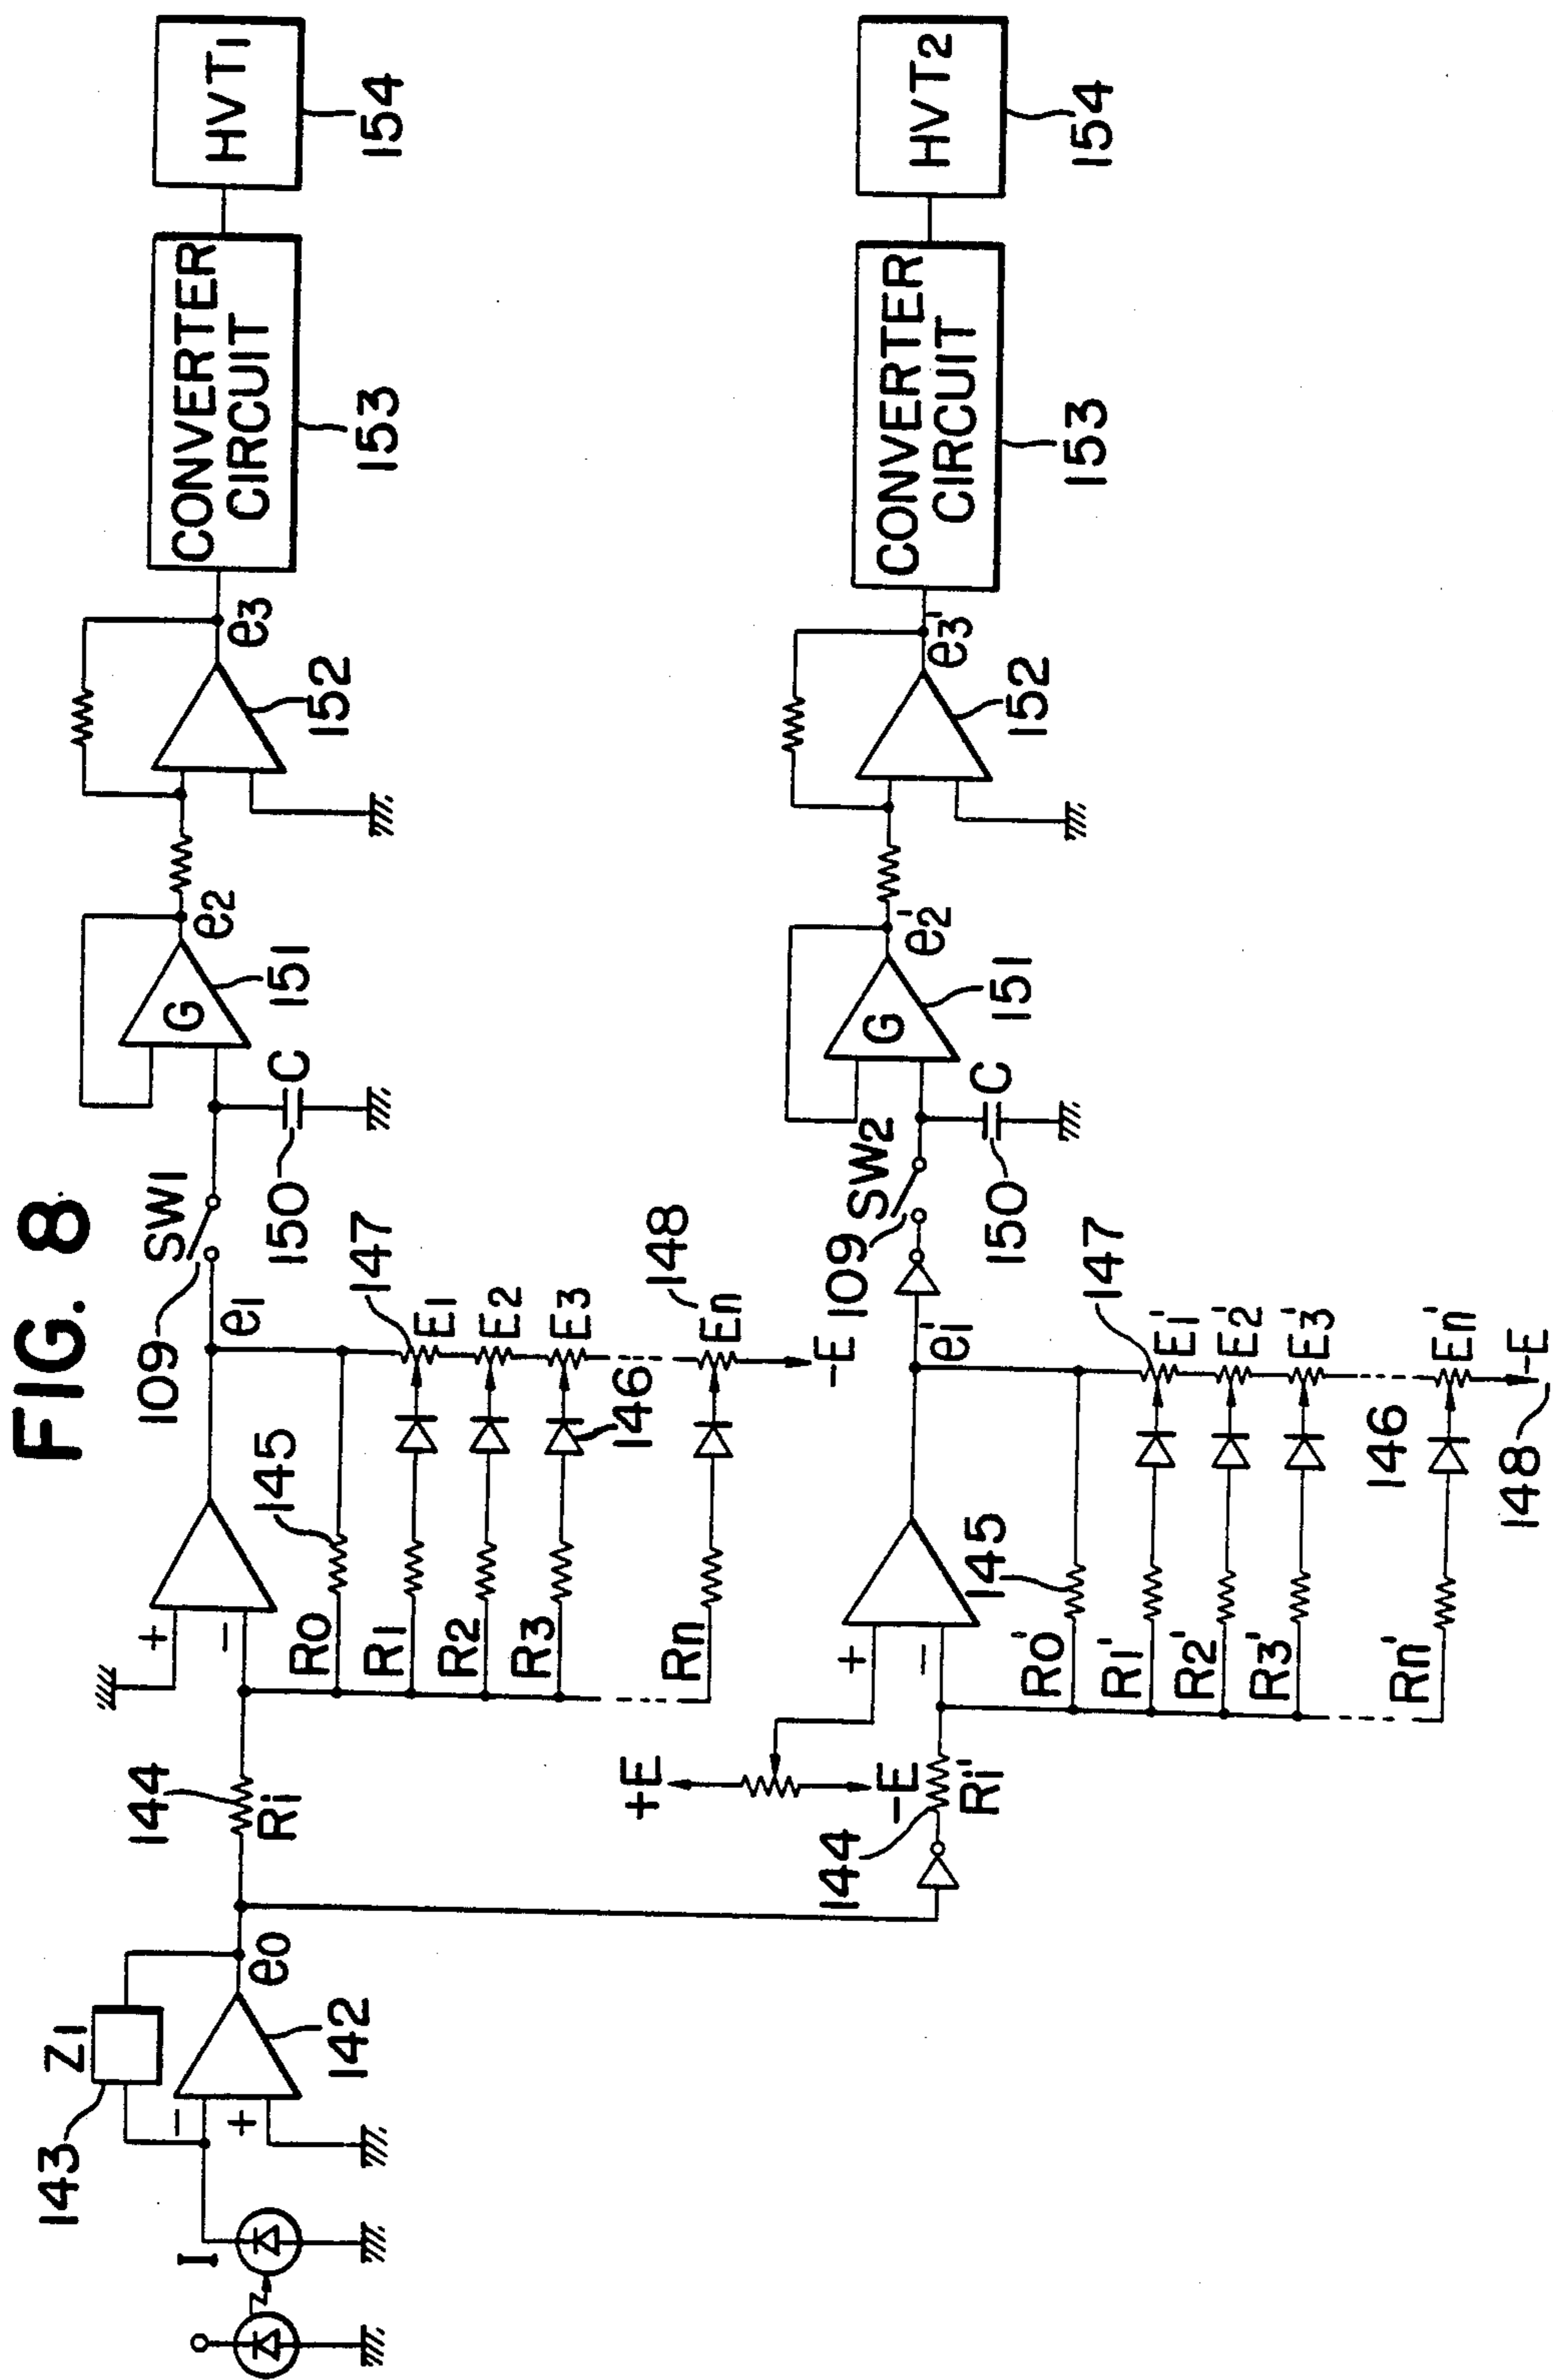 FIG. 8
143
Z1
I
142
e0
144
Ri
+
−
−
+
R0
R1
R2
R3
Rn
145
109
SW1
e1
147
E1
E2
E3
146
148
En
-E
150
C
G
151
e2
152
e3
CONVERTER
CIRCUIT
153
HVT1
154
144
Ri'
+E
-E
+
−
R0'
R1'
R2'
R3'
Rn'
145
e1'
109
SW2
147
E1'
E2'
E3'
En'
146
148
-E
150
C
G
151
e2'
152
e3'
CONVERTER
CIRCUIT
153
HVT2
154